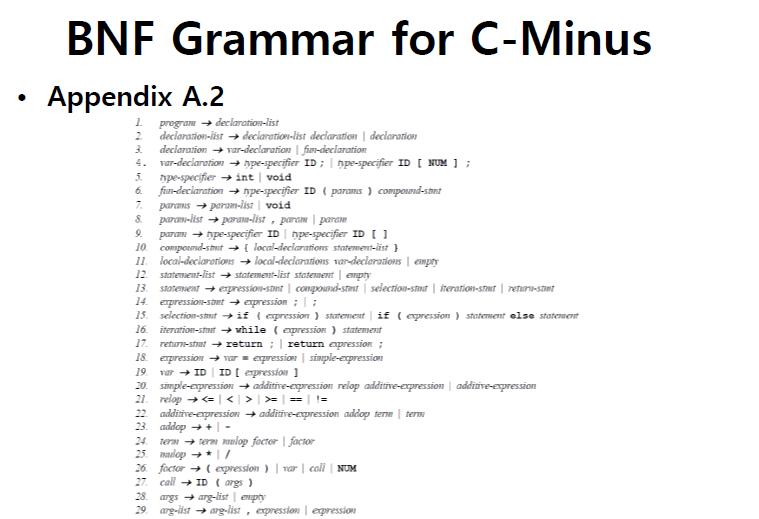 BNF Grammar for C-Minus
• Appendix A.2
1. program → declaration-list
2. declaration-list → declaration-list declaration | declaration
3. declaration → var-declaration | fun-declaration
4. var-declaration → type-specifier ID ; | type-specifier ID [ NUM ] ;
5. type-specifier → int | void
6. fun-declaration → type-specifier ID ( params ) compound-stmt
7. params → param-list | void
8. param-list → param-list , param | param
9. param → type-specifier ID | type-specifier ID [ ]
10. compound-stmt → { local-declarations statement-list }
11. local-declarations → local-declarations var-declarations | empty
12. statement-list → statement-list statement | empty
13. statement → expression-stmt | compound-stmt | selection-stmt | iteration-stmt | return-stmt
14. expression-stmt → expression ; | ;
15. selection-stmt → if ( expression ) statement | if ( expression ) statement else statement
16. iteration-stmt → while ( expression ) statement
17. return-stmt → return ; | return expression ;
18. expression → var = expression | simple-expression
19. var → ID | ID [ expression ]
20. simple-expression → additive-expression relop additive-expression | additive-expression
21. relop → <= | < | > | >= | == | !=
22. additive-expression → additive-expression addop term | term
23. addop → + | -
24. term → term mulop factor | factor
25. mulop → * | /
26. factor → ( expression ) | var | call | NUM
27. call → ID ( args )
28. args → arg-list | empty
29. arg-list → arg-list , expression | expression